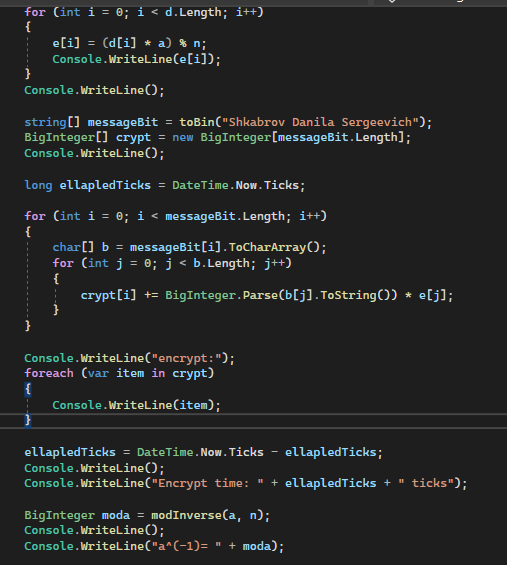 for (int i = 0; i < d.Length; i++)
{
e[i] = (d[i] * a) % n;
Console.WriteLine(e[i]);
}
Console.WriteLine();
string[] messageBit = toBin("Shkabrov Danila Sergeevich");
BigInteger[] crypt = new BigInteger[messageBit.Length];
Console.WriteLine();
long ellapledTicks = DateTime.Now.Ticks;
for (int i = 0; i < messageBit.Length; i++)
{
char[] b = messageBit[i].ToCharArray();
for (int j = 0; j < b.Length; j++)
{
crypt[i] += BigInteger.Parse(b[j].ToString()) * e[j];
}
}
Console.WriteLine("encrypt:");
foreach (var item in crypt)
{
Console.WriteLine(item);
}
ellapledTicks = DateTime.Now.Ticks - ellapledTicks;
Console.WriteLine();
Console.WriteLine("Encrypt time: " + ellapledTicks + " ticks");
BigInteger moda = modInverse(a, n);
Console.WriteLine();
Console.WriteLine("a^(-1)= " + moda);